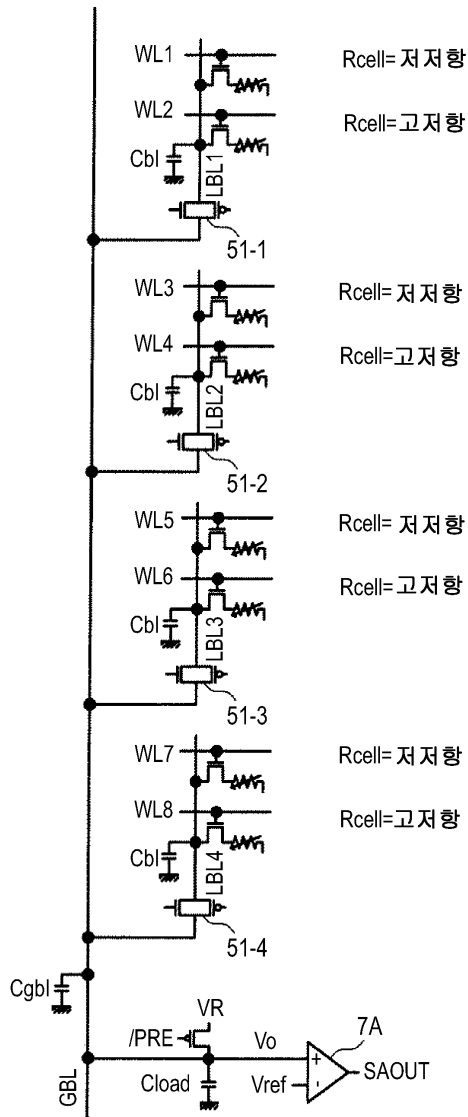 WL1
Rcell= 저저항
WL2
Rcell= 고저항
Cbl
LBL1
51-1
WL3
Rcell= 저저항
WL4
Rcell=고저항
Cbl
LBL2
51-2
WL5
Rcell= 저저항
WL6
Rcell= 고저항
Cbl
LBL3
51-3
WL7
Rcell= 저저항
WL8
Rcell=고저항
Cbl
LBL4
51-4
Cgbl
VR
/PRE
Vo
7A
+
-
SAOUT
Cload
Vref
GBL